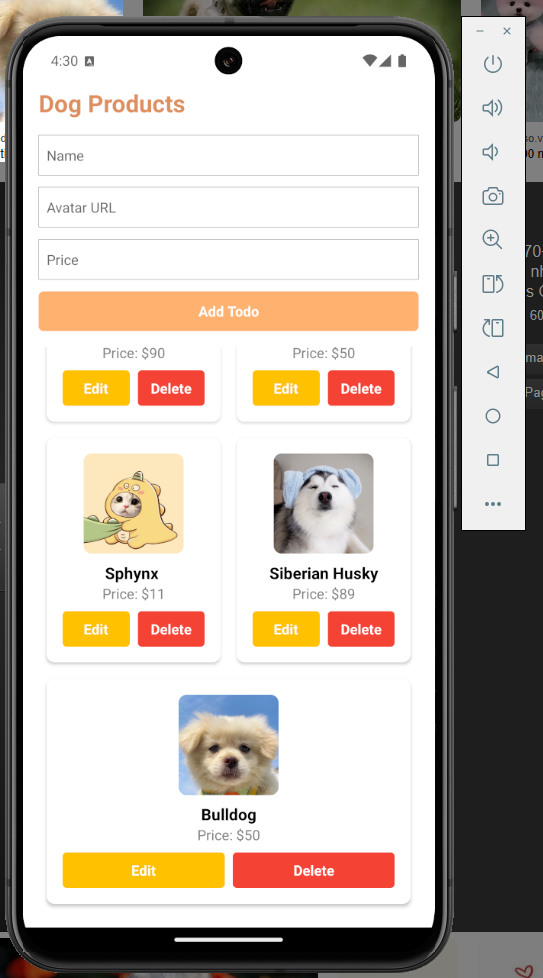 4:30
Dog Products
Name
Avatar URL
Price
Add Todo
Price: $90
Price: $50
Edit
Delete
Edit
Delete
Sphynx
Siberian Husky
Price: $11
Price: $89
Edit
Delete
Edit
Delete
Bulldog
Price: $50
Edit
Delete